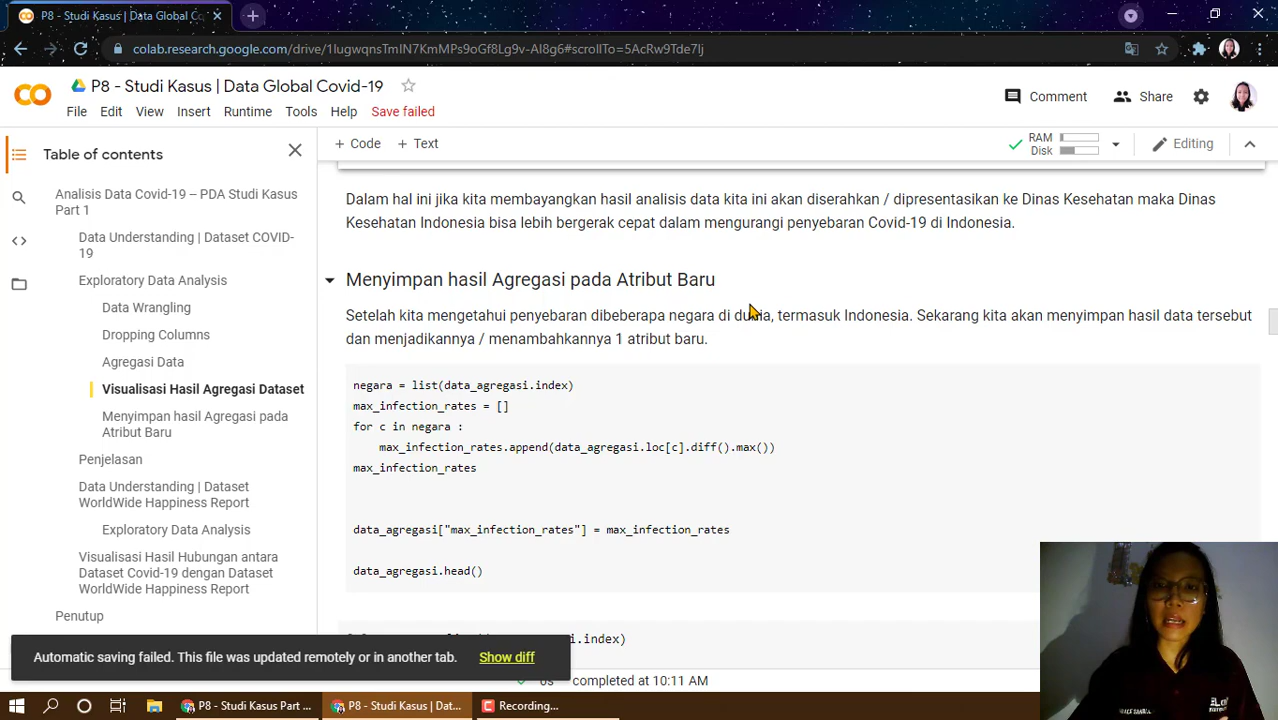 P8 - Studi Kasus | Data Global Co
colab.research.google.com/drive/1lugwqnsTmIN7KmMPs9oGf8Lg9v-AI8g6#scrollTo=5AcRw9Tde7lj
P8 - Studi Kasus | Data Global Covid-19
File Edit View Insert Runtime Tools Help Save failed
Comment Share
Table of contents
+ Code + Text
RAM
Disk
Editing
Analisis Data Covid-19 – PDA Studi Kasus
Part 1
Data Understanding | Dataset COVID-
19
Exploratory Data Analysis
Data Wrangling
Dropping Columns
Agregasi Data
Visualisasi Hasil Agregasi Dataset
Menyimpan hasil Agregasi pada
Atribut Baru
Penjelasan
Data Understanding | Dataset
WorldWide Happiness Report
Exploratory Data Analysis
Visualisasi Hasil Hubungan antara
Dataset Covid-19 dengan Dataset
WorldWide Happiness Report
Penutup
Dalam hal ini jika kita membayangkan hasil analisis data kita ini akan diserahkan / dipresentasikan ke Dinas Kesehatan maka Dinas
Kesehatan Indonesia bisa lebih bergerak cepat dalam mengurangi penyebaran Covid-19 di Indonesia.
Menyimpan hasil Agregasi pada Atribut Baru
Setelah kita mengetahui penyebaran dibeberapa negara di dunia, termasuk Indonesia. Sekarang kita akan menyimpan hasil data tersebut
dan menjadikannya / menambahkannya 1 atribut baru.
negara = list(data_agregasi.index)
max_infection_rates = []
for c in negara :
max_infection_rates.append(data_agregasi.loc[c].diff().max())
max_infection_rates
data_agregasi["max_infection_rates"] = max_infection_rates
data_agregasi.head()
i.index)
Automatic saving failed. This file was updated remotely or in another tab. Show diff
completed at 10:11 AM
P8 - Studi Kasus Part ...
P8 - Studi Kasus | Dat...
Recording...